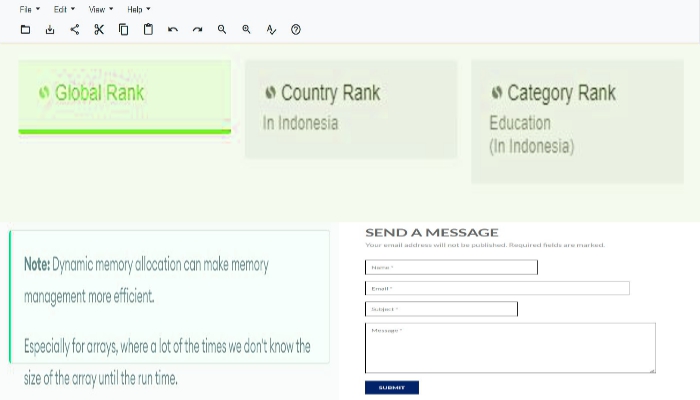 File Edit View Help
Global Rank
Country Rank
In Indonesia
Category Rank
Education
(In Indonesia)
Note: Dynamic memory allocation can make memory
management more efficient.
Especially for arrays, where a lot of the times we don't know the
size of the array until the run time.
SEND A MESSAGE
Your email address will not be published. Required fields are marked.
Name *
Email *
Subject *
Message *
SUBMIT